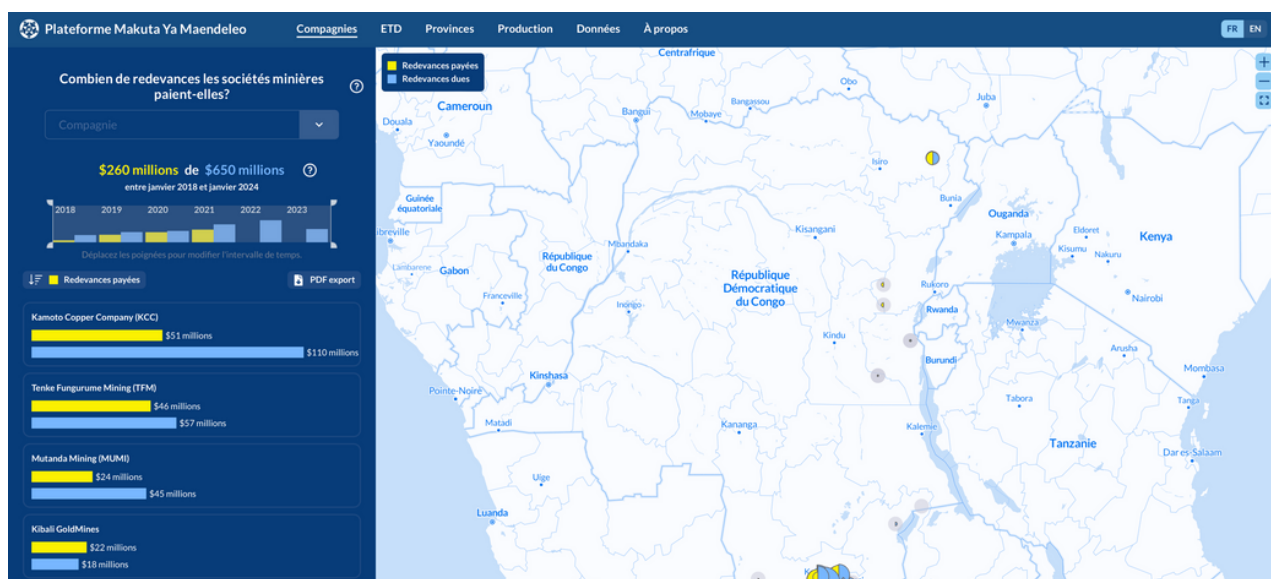 Plateforme Makuta Ya Maendeleo
Compagnies
ETD
Provinces
Production
Données
À propos
FR
EN
Combien de redevances les sociétés minières
paient-elles?
Compagnie
$260 millions de $650 millions
entre janvier 2018 et janvier 2024
2018 2019 2020 2021 2022 2023
Déplacez les poignées pour modifier l'intervalle de temps.
Redevances payées
PDF export
Kamoto Copper Company (KCC)
$51 millions
$110 millions
Tenke Fungurume Mining (TFM)
$46 millions
$57 millions
Mutanda Mining (MUMI)
$24 millions
$45 millions
Kibali GoldMines
$22 millions
$18 millions
Redevances payées
Redevances dues
Centrafrique
Obo
Juba
Cameroun
Bangui
Mobaye
Bangassou
Douala
Yaoundé
Isiro
Bunia
Guinée
équatoriale
Ouganda
Kampala
Eldoret
Kisumu
Nakuru
Kenya
Nairobi
ibreville
Mbandaka
Kisangani
Lambarene
Gabon
République
du Congo
République
Démocratique
du Congo
Franceville
Inongo
Rukoro
Rwanda
Mwanza
Kindu
Burundi
Arusha
Mombasa
Kinshasa
Pointe-Noire
Tabora
Tanga
Matadi
Kananga
Kalemie
Tanzanie
Dar es-Salaam
Uige
Luanda